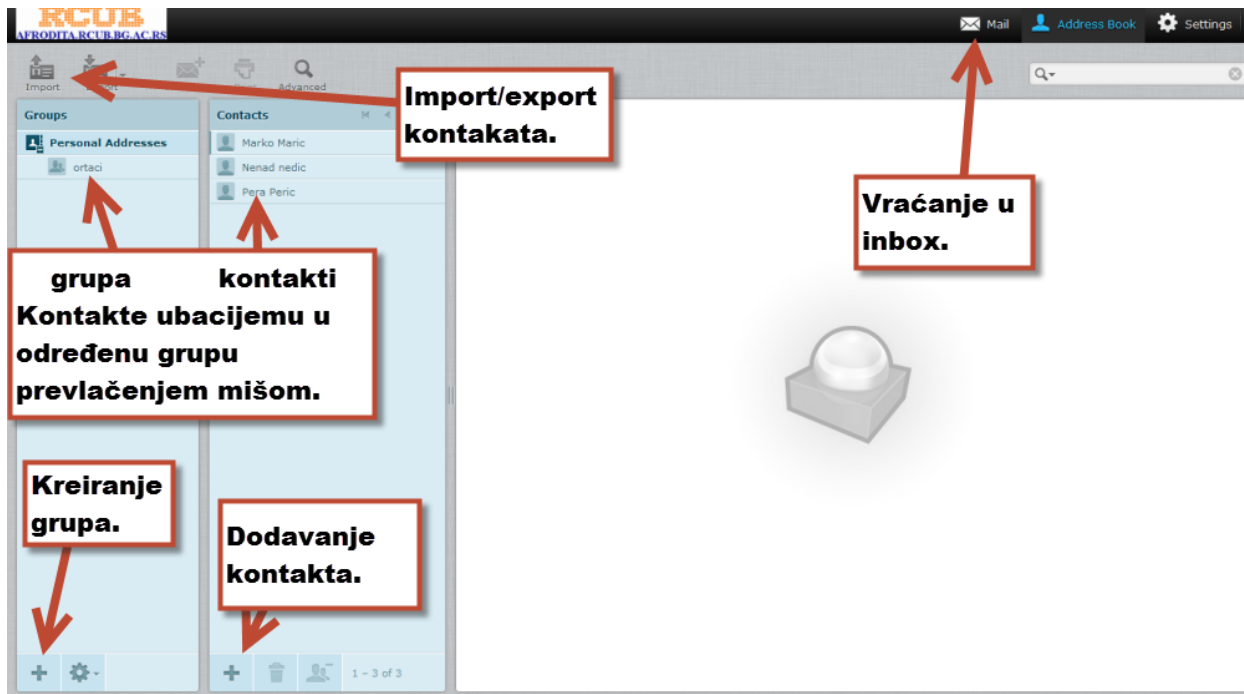 RCUB
AFRODITA.RCUB.BG.AC.RS
Mail
Address Book
Settings
Import
Advanced
Import/export
kontakata.
Groups
Contacts
Personal Addresses
ortaci
Marko Maric
Nenad nedic
Pera Peric
Vraćanje u
inbox.
grupa kontakti
Kontakte ubacijemu u
određenu grupu
prevlačenjem mišom.
Kreiranje
grupa.
Dodavanje
kontakta.
1 – 3 of 3